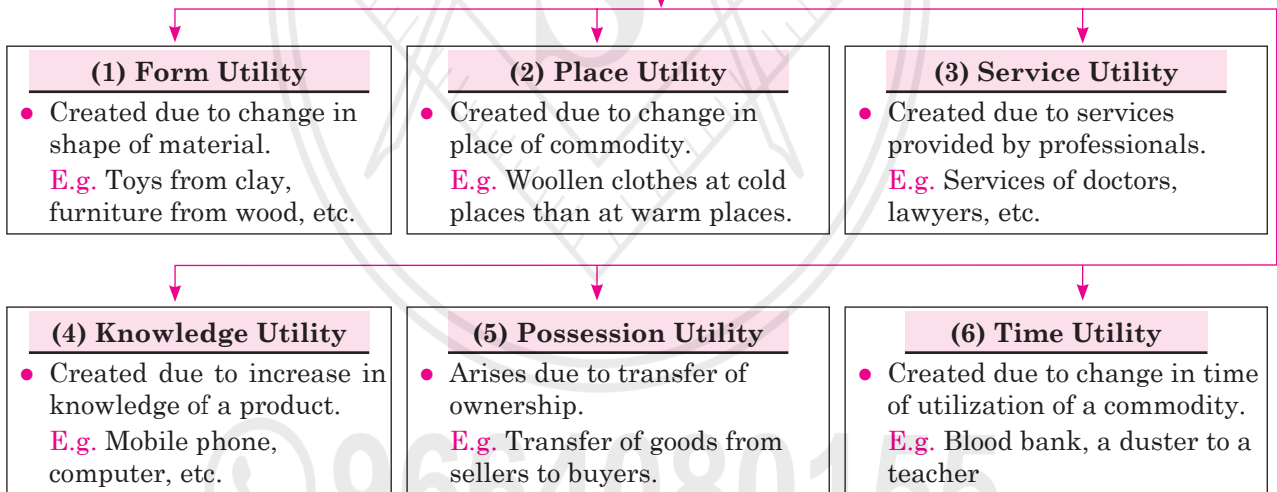 (1) Form Utility
● Created due to change in
shape of material.
E.g. Toys from clay,
furniture from wood, etc.
(2) Place Utility
● Created due to change in
place of commodity.
E.g. Woollen clothes at cold
places than at warm places.
(3) Service Utility
● Created due to services
provided by professionals.
E.g. Services of doctors,
lawyers, etc.
(4) Knowledge Utility
● Created due to increase in
knowledge of a product.
E.g. Mobile phone,
computer, etc.
(5) Possession Utility
● Arises due to transfer of
ownership.
E.g. Transfer of goods from
sellers to buyers.
(6) Time Utility
● Created due to change in time
of utilization of a commodity.
E.g. Blood bank, a duster to a
teacher